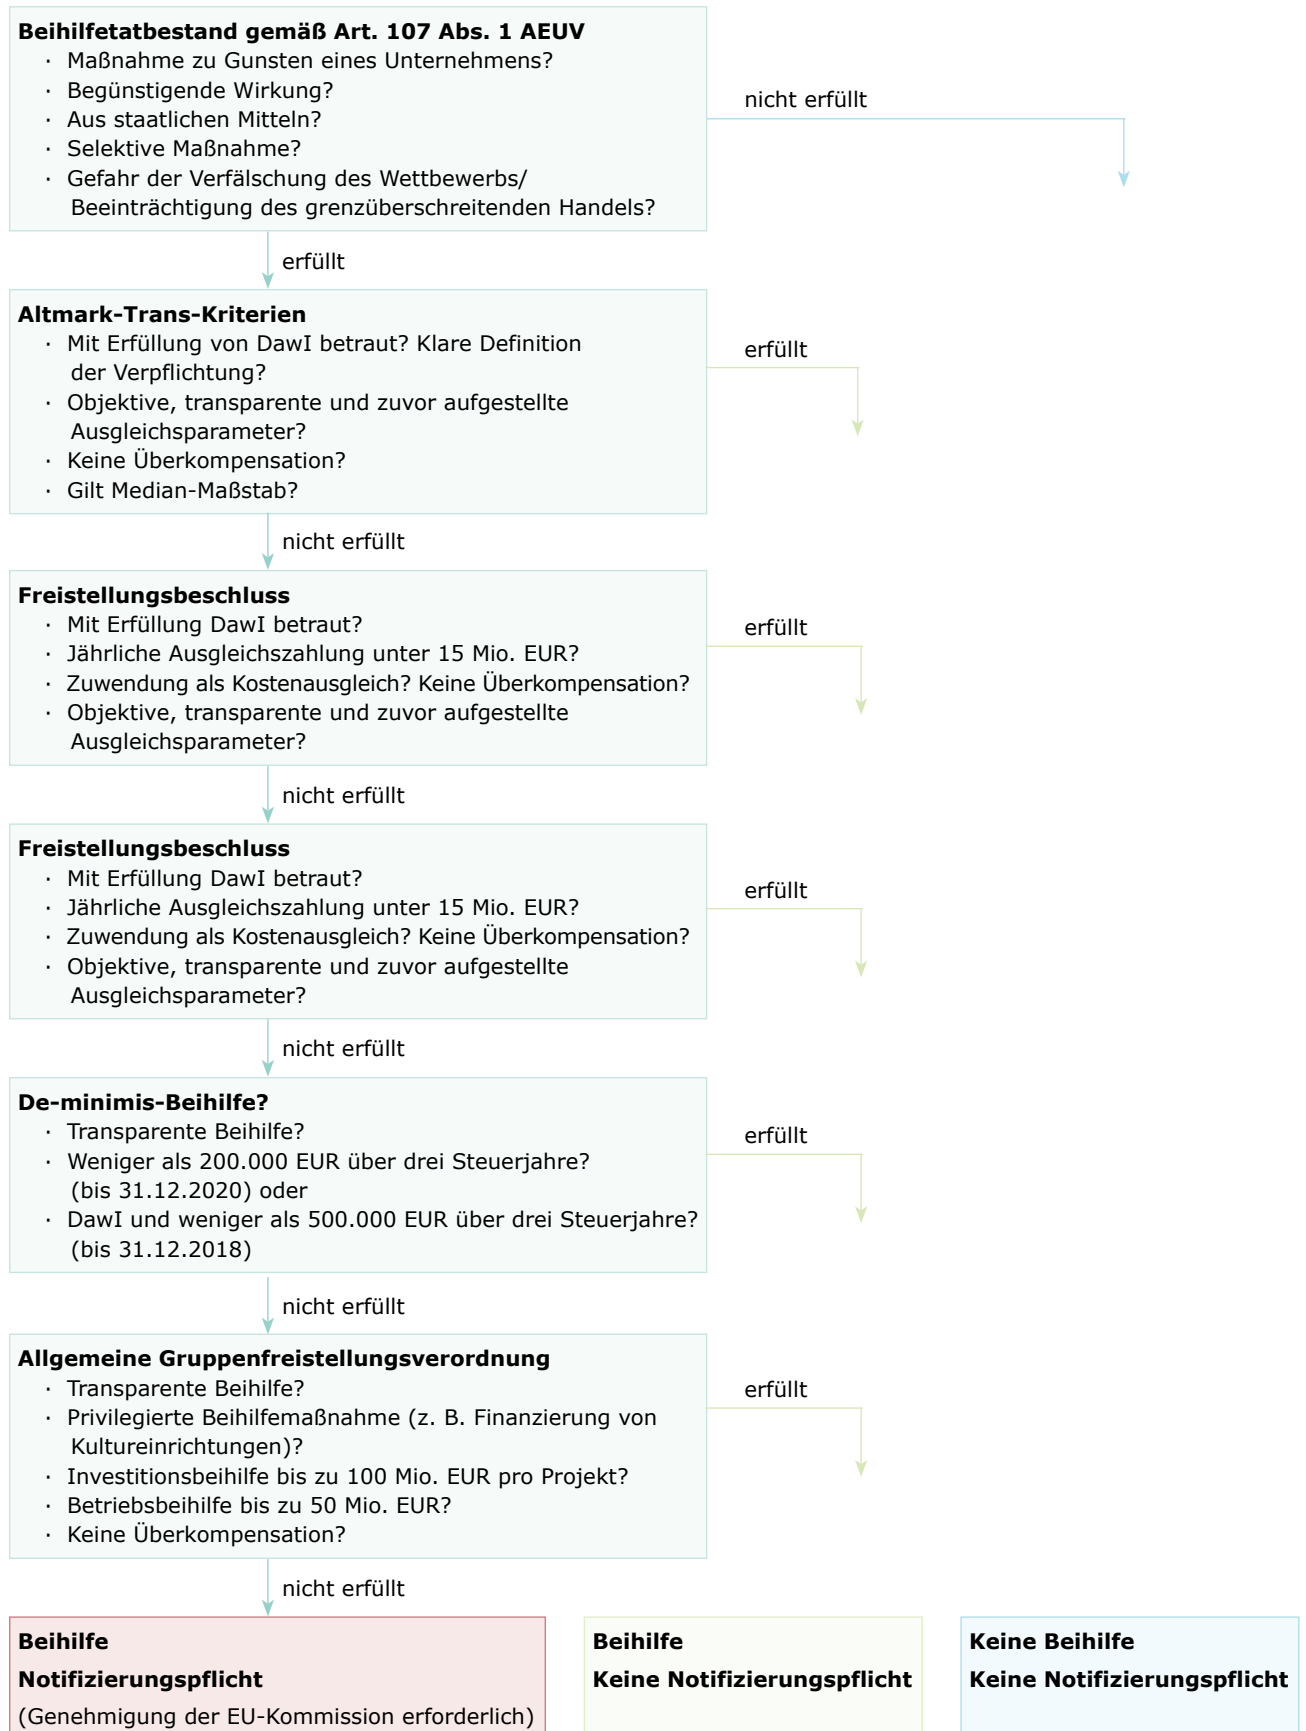 Beihilfetatbestand gemäß Art. 107 Abs. 1 AEUV
· Maßnahme zu Gunsten eines Unternehmens?
· Begünstigende Wirkung?
· Aus staatlichen Mitteln?
· Selektive Maßnahme?
· Gefahr der Verfälschung des Wettbewerbs/
Beeinträchtigung des grenzüberschreitenden Handels?
nicht erfüllt
erfüllt
Altmark-Trans-Kriterien
· Mit Erfüllung von DawI betraut? Klare Definition
der Verpflichtung?
· Objektive, transparente und zuvor aufgestellte
Ausgleichsparameter?
· Keine Überkompensation?
· Gilt Median-Maßstab?
erfüllt
nicht erfüllt
Freistellungsbeschluss
· Mit Erfüllung DawI betraut?
· Jährliche Ausgleichszahlung unter 15 Mio. EUR?
· Zuwendung als Kostenausgleich? Keine Überkompensation?
· Objektive, transparente und zuvor aufgestellte
Ausgleichsparameter?
erfüllt
nicht erfüllt
Freistellungsbeschluss
· Mit Erfüllung DawI betraut?
· Jährliche Ausgleichszahlung unter 15 Mio. EUR?
· Zuwendung als Kostenausgleich? Keine Überkompensation?
· Objektive, transparente und zuvor aufgestellte
Ausgleichsparameter?
erfüllt
nicht erfüllt
De-minimis-Beihilfe?
· Transparente Beihilfe?
· Weniger als 200.000 EUR über drei Steuerjahre?
(bis 31.12.2020) oder
· DawI und weniger als 500.000 EUR über drei Steuerjahre?
(bis 31.12.2018)
erfüllt
nicht erfüllt
Allgemeine Gruppenfreistellungsverordnung
· Transparente Beihilfe?
· Privilegierte Beihilfemaßnahme (z. B. Finanzierung von
Kultureinrichtungen)?
· Investitionsbeihilfe bis zu 100 Mio. EUR pro Projekt?
· Betriebsbeihilfe bis zu 50 Mio. EUR?
· Keine Überkompensation?
erfüllt
nicht erfüllt
Beihilfe
Notifizierungspflicht
(Genehmigung der EU-Kommission erforderlich)
Beihilfe
Keine Notifizierungspflicht
Keine Beihilfe
Keine Notifizierungspflicht